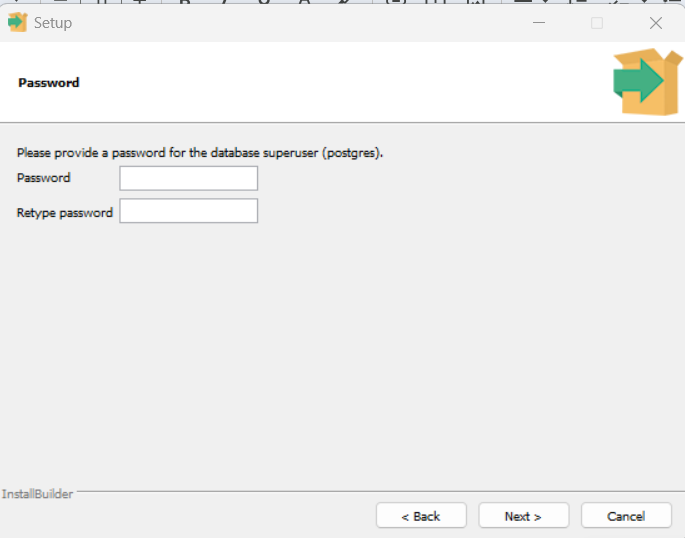 Setup
Password
Please provide a password for the database superuser (postgres).
Password
Retype password
InstallBuilder
< Back
Next >
Cancel